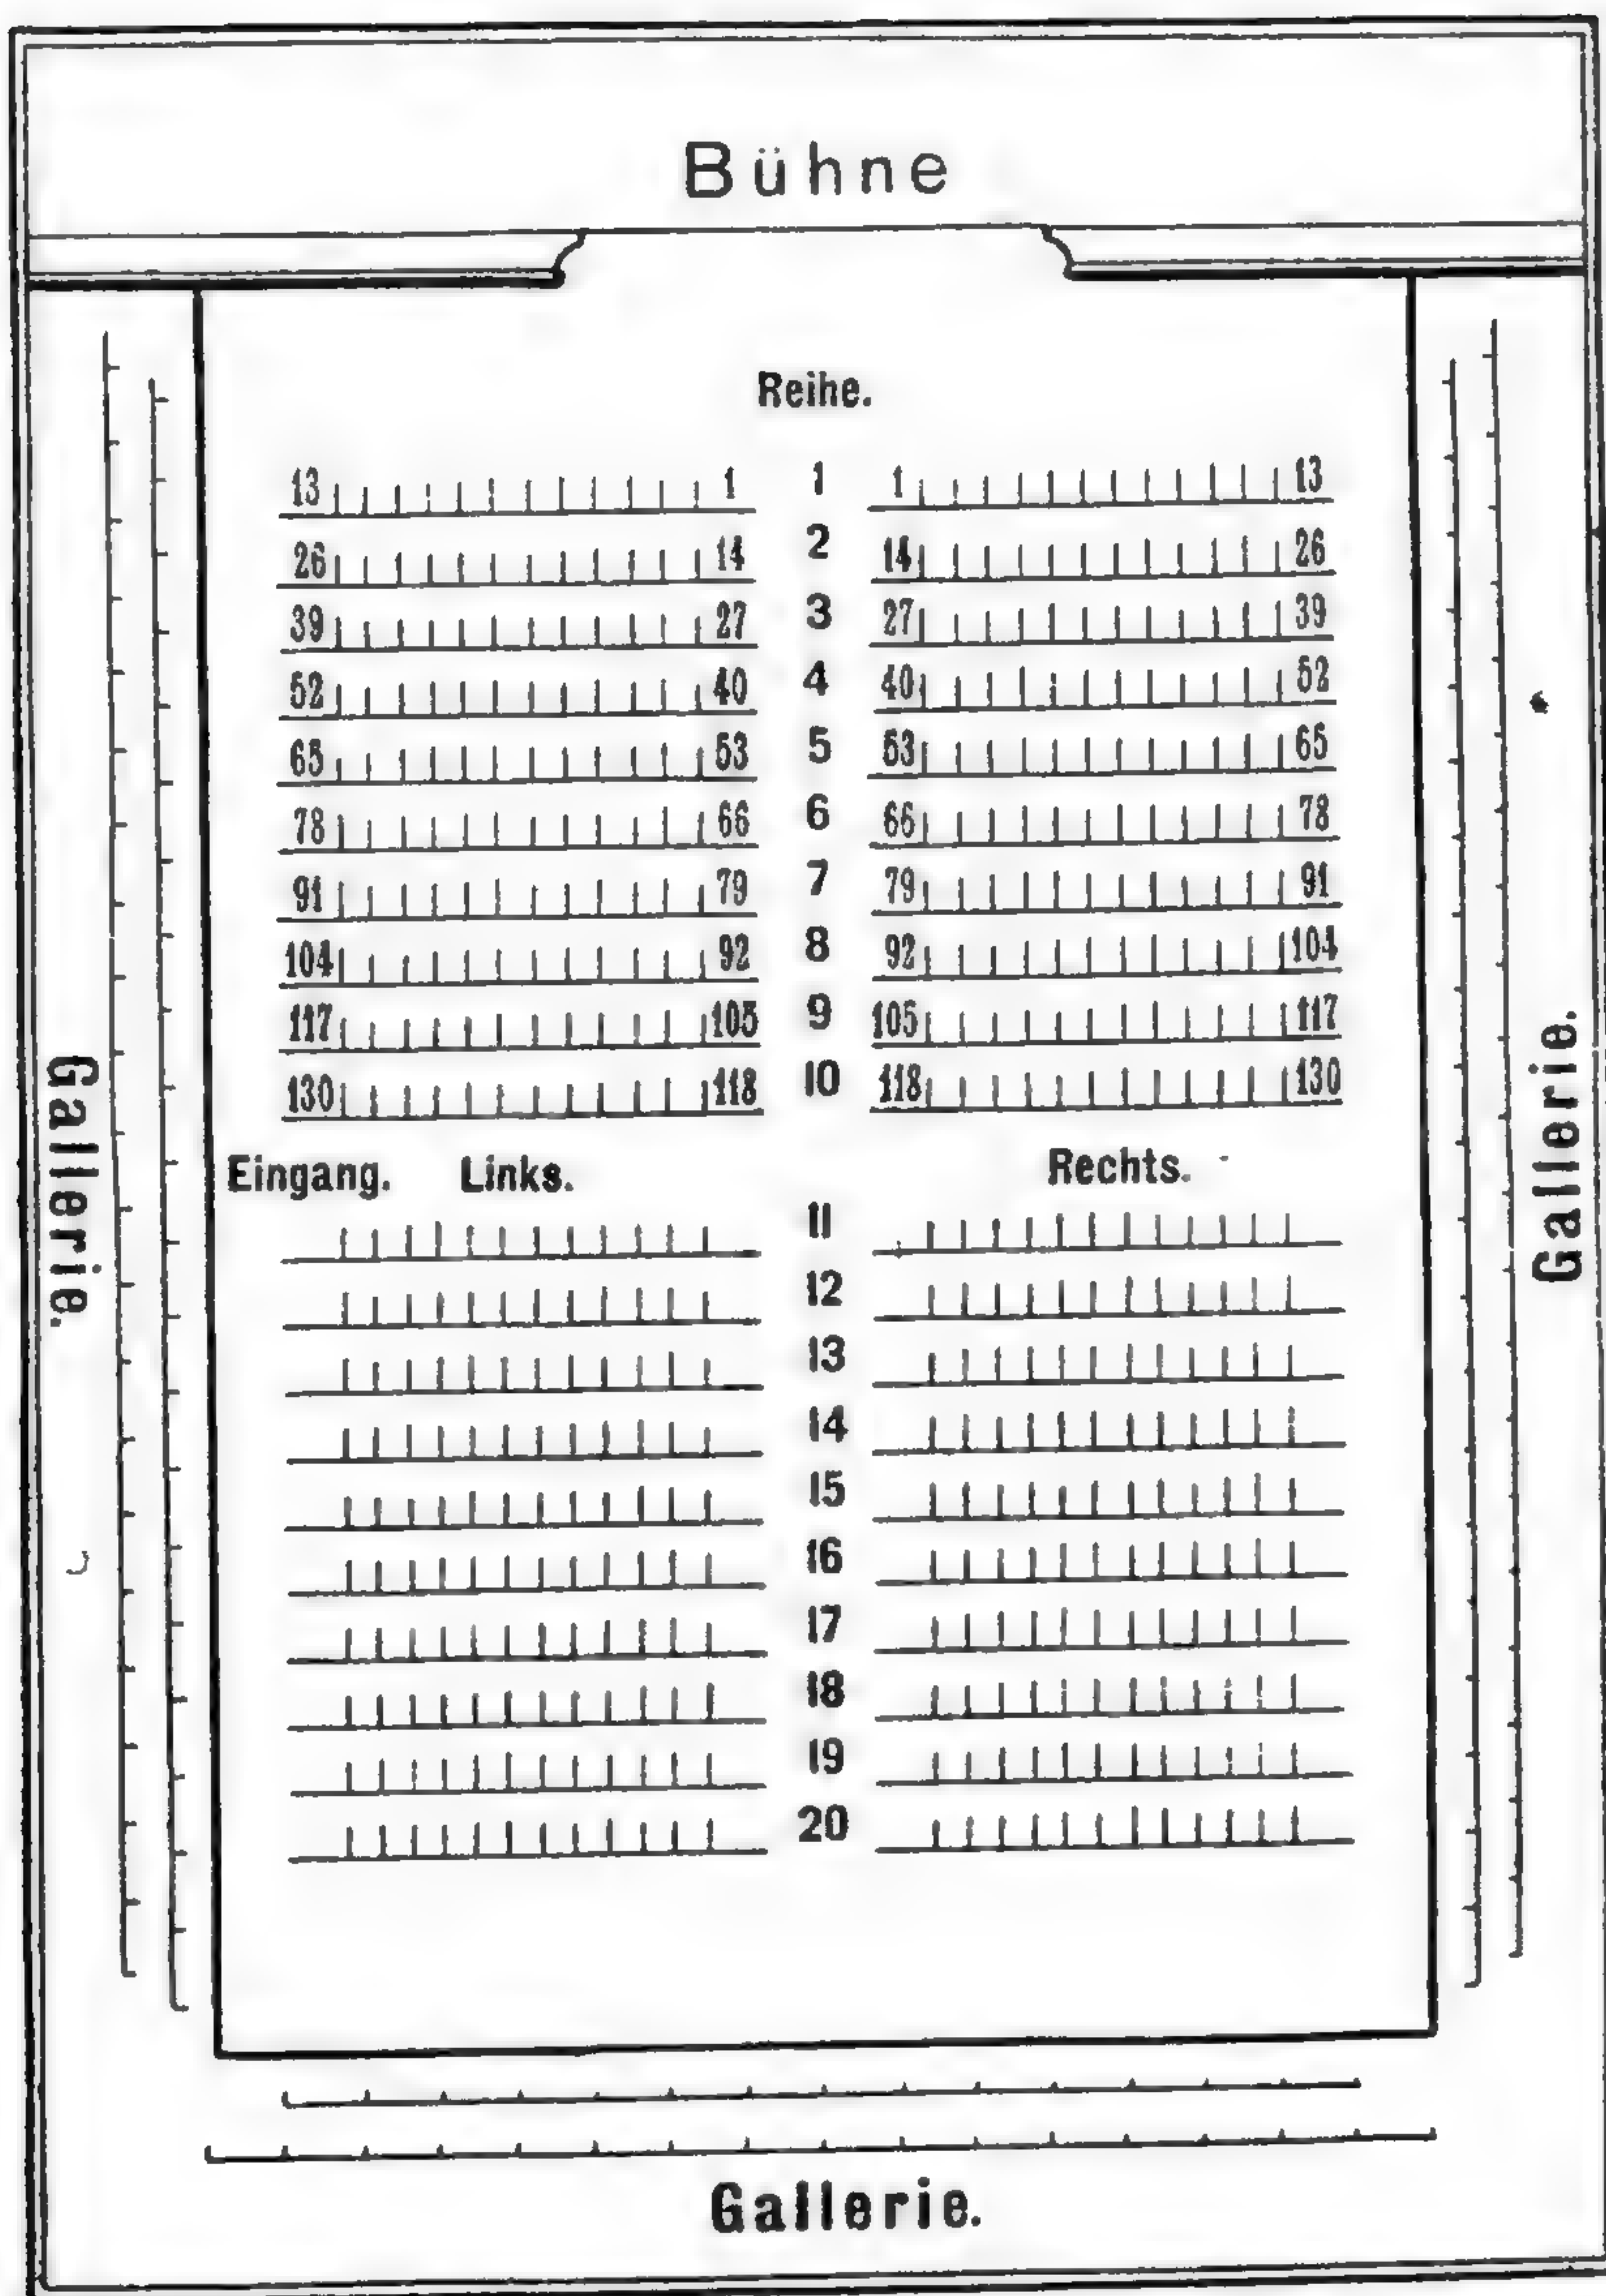 Bühne
Reihe.
13 1 1 1 13
26 14 2 14 26
39 27 3 27 39
52 40 4 40 52
65 53 5 53 65
78 66 6 66 78
91 79 7 79 91
104 92 8 92 104
117 105 9 105 117
130 118 10 118 130
Eingang. Links. Rechts.
11
12
13
14
15
16
17
18
19
20
Gallerie.
Gallerie.
Gallerie.